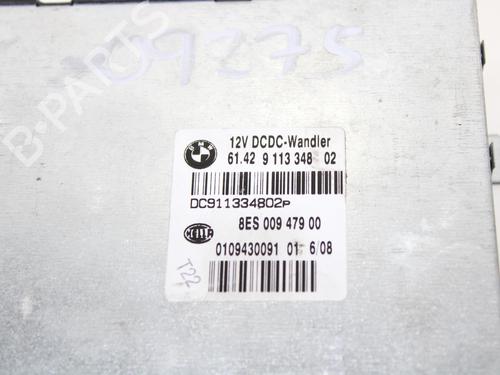 09275
12V DCDC-Wandler
61.42 9 113 348 02
DC911334802P
8ES 009 479 00
0109430091 01 6/08
T22
B-PARTS